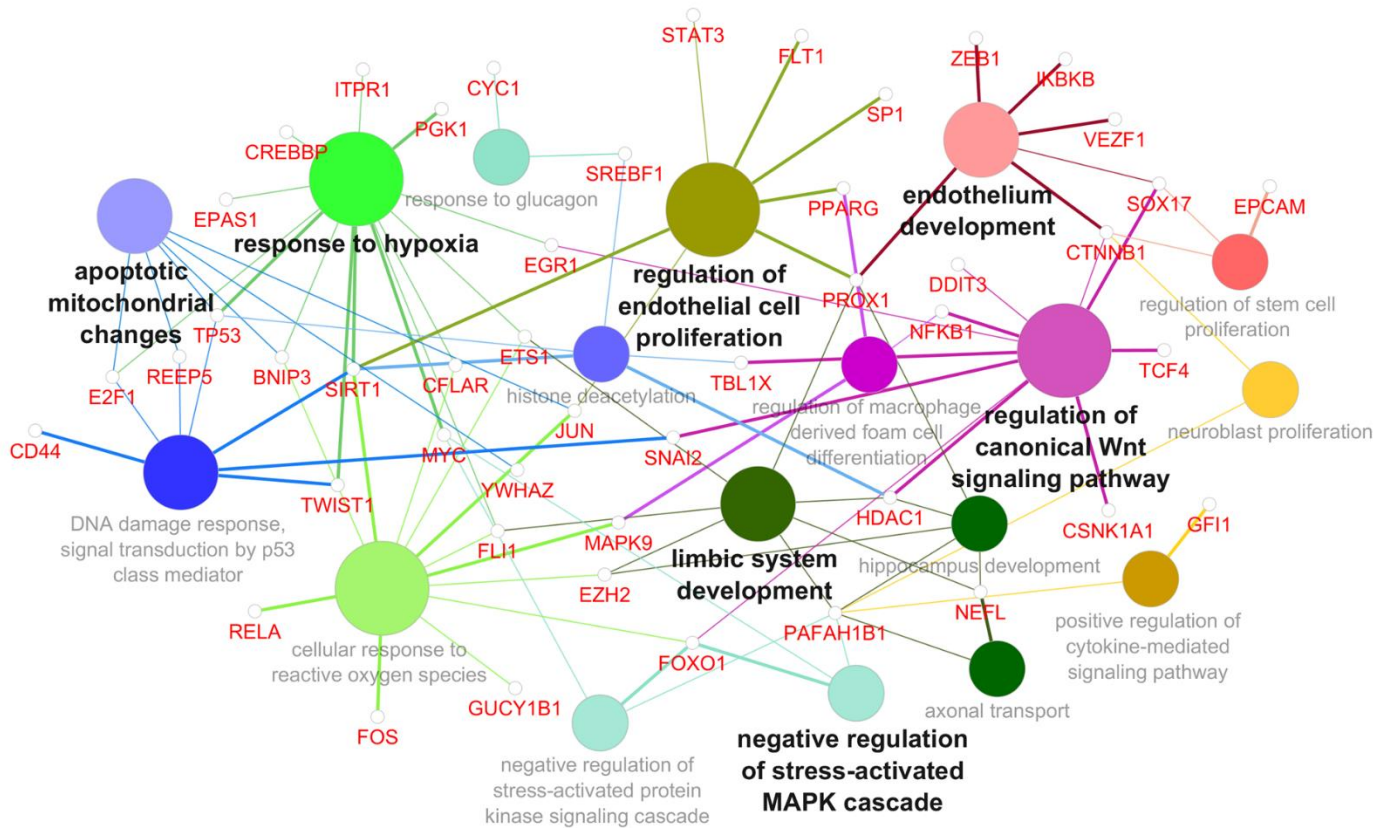 STAT3
FLT1
ZEB1
IKBKB
ITPR1
CYC1
PGK1
SP1
VEZF1
CREBBP
SREBF1
response to glucagon
PPARG
endothelium
development
SOX17
EPCAM
EPAS1
response to hypoxia
EGR1
regulation of
endothelial cell
proliferation
CTNNB1
apoptotic
mitochondrial
changes
DDIT3
PROX1
regulation of stem cell
proliferation
TP53
ETS1
NFKB1
REEP5
BNIP3
SIRT1
CFLAR
TBL1X
TCF4
E2F1
histone deacetylation
regulation of macrophage
derived foam cell
differentiation
regulation of
canonical Wnt
signaling pathway
neuroblast proliferation
JUN
CD44
MYC
SNAI2
YWHAZ
TWIST1
HDAC1
CSNK1A1
GFI1
DNA damage response,
signal transduction by p53
class mediator
FLI1
MAPK9
limbic system
development
hippocampus development
EZH2
NEFL
RELA
PAFAH1B1
positive regulation of
cytokine-mediated
signaling pathway
cellular response to
reactive oxygen species
FOXO1
GUCY1B1
axonal transport
FOS
negative regulation
of stress-activated
MAPK cascade
negative regulation of
stress-activated protein
kinase signaling cascade